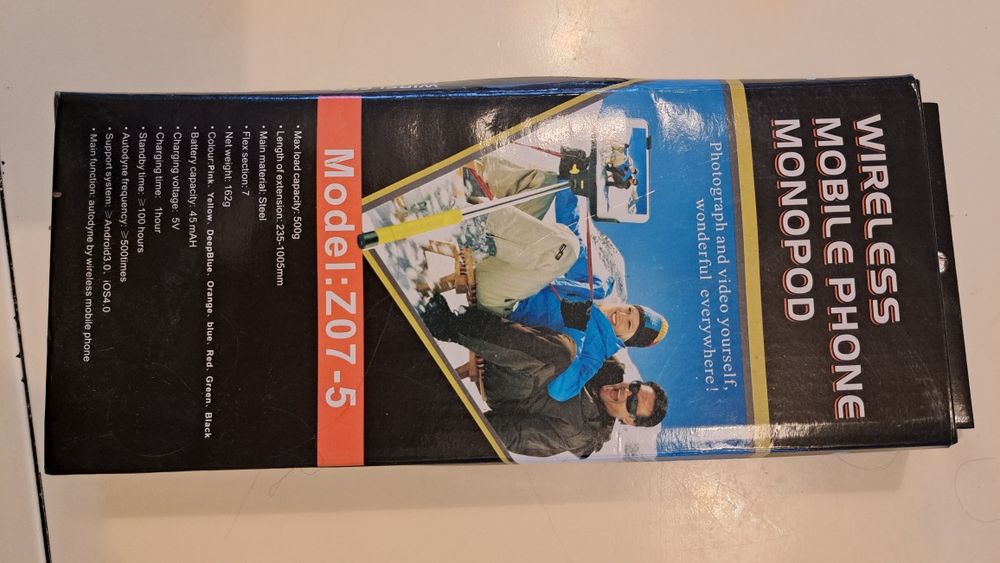 WIRELESS
MOBILE PHONE
MONOPOD
Photograph and video yourself,
wonderful everywhere!
Model:Z07-5
• Max load capacity: 500g
• Length of extension: 235-1005mm
• Main material: Steel
• Flex section: 7
• Net weight: 162g
• Colour:Pink、Yellow、DeepBlue、Orange、blue、Red、Green、Black
• Battery capacity: 45 mAH
• Charging voltage: 5V
• Charging time: 1hour
• Standby time: ≥100 hours
• Autodyne frequency: ≥500times
• Support system: ≥Android3.0、iOS4.0
• Main function: autodyne by wireless mobile phone